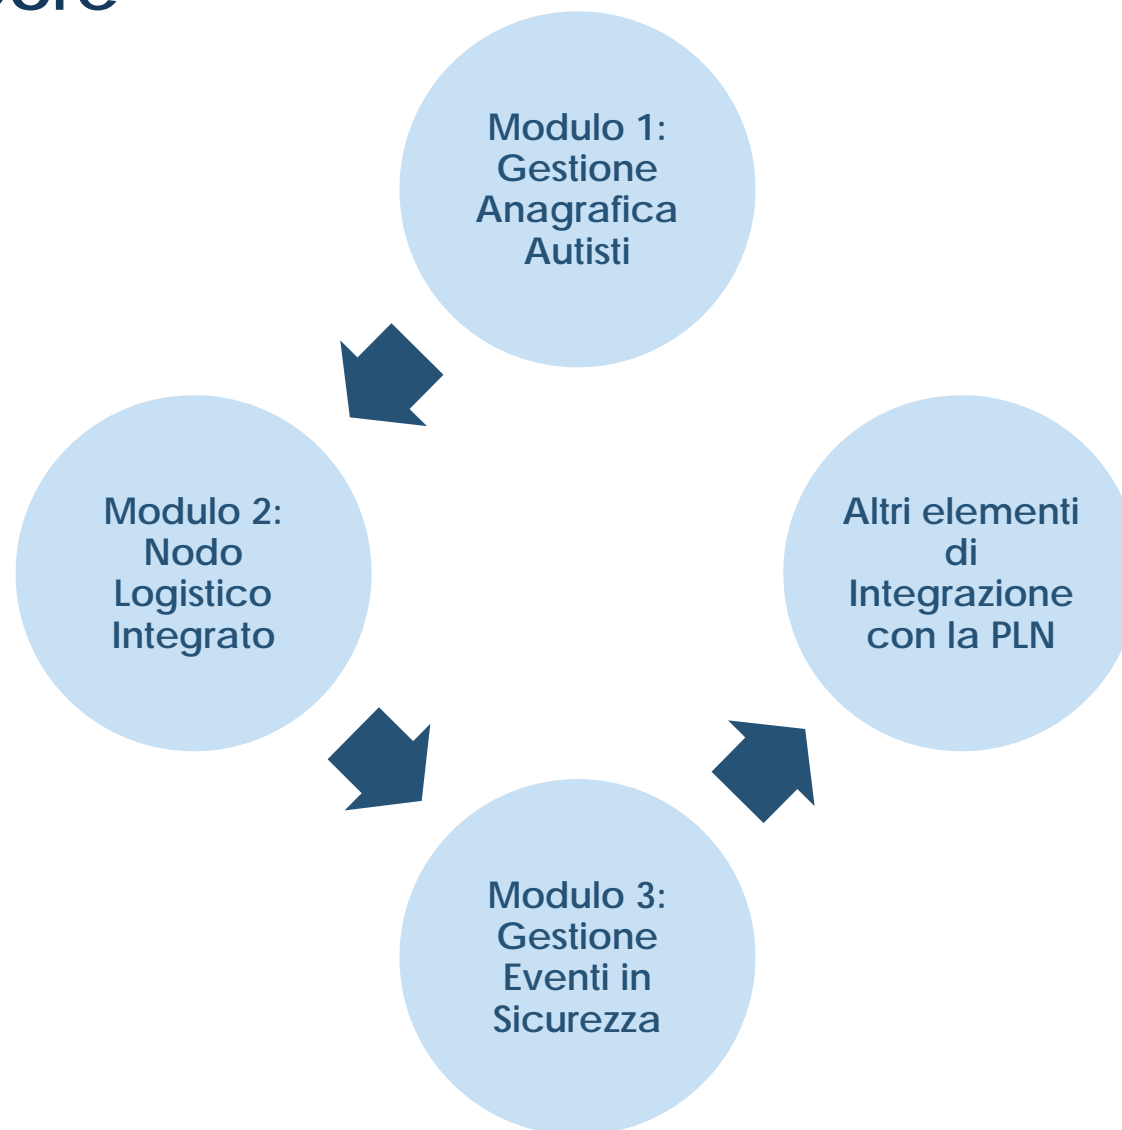 Modulo 1:
Gestione
Anagrafica
Autisti
Modulo 2:
Nodo
Logistico
Integrato
Altri elementi
di
Integrazione
con la PLN
Modulo 3:
Gestione
Eventi in
Sicurezza